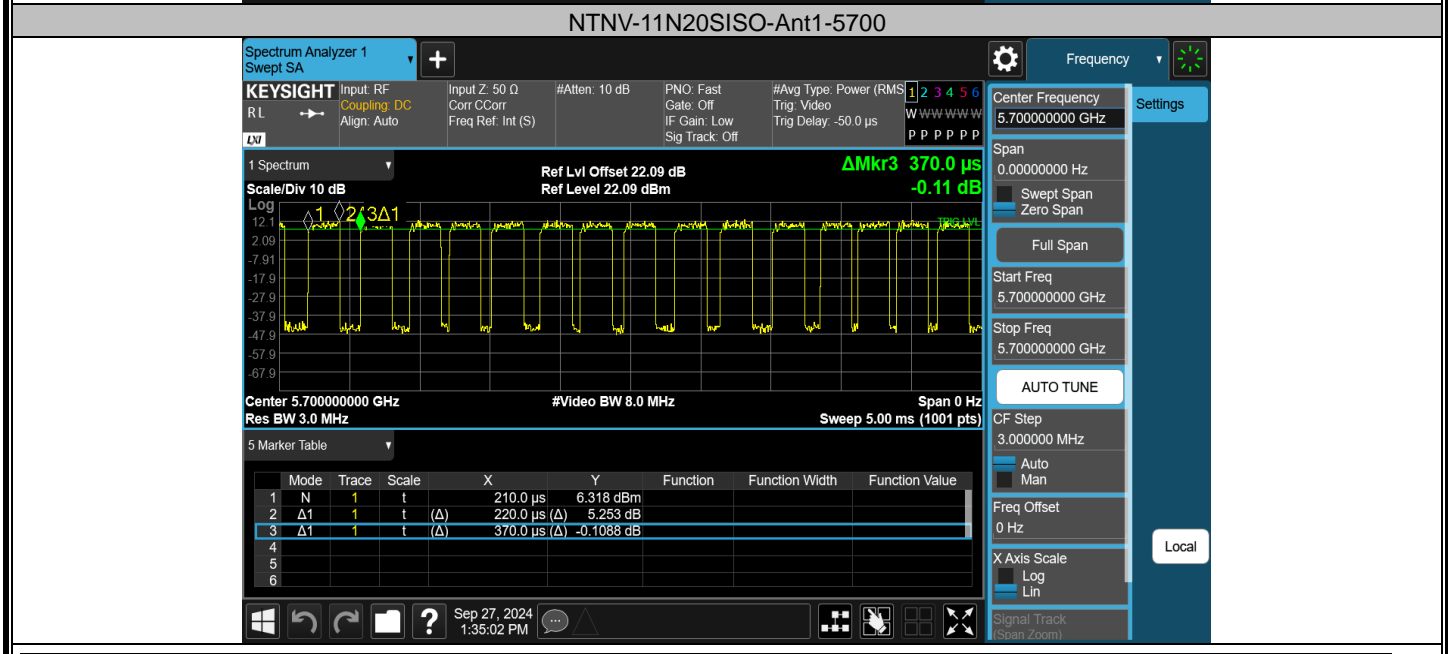 NTNV-11N20SISO-Ant1-5700
Spectrum Analyzer 1
Swept SA
Frequency
KEYSIGHT
RL
LXI
Input: RF
Coupling: DC
Align: Auto
Input Z: 50 Ω
Corr CCorr
Freq Ref: Int (S)
#Atten: 10 dB
PNO: Fast
Gate: Off
IF Gain: Low
Sig Track: Off
#Avg Type: Power (RMS
Trig: Video
Trig Delay: -50.0 µs
1 2 3 4 5 6
W W W W W W
P P P P P P
1 Spectrum
Scale/Div 10 dB
Ref Lvl Offset 22.09 dB
Ref Level 22.09 dBm
ΔMkr3 370.0 µs
-0.11 dB
Log
12.1
2.09
-7.91
-17.9
-27.9
-37.9
-47.9
-57.9
-67.9
1
2
3Δ1
TRIG LVL
Center 5.700000000 GHz
#Video BW 8.0 MHz
Span 0 Hz
Res BW 3.0 MHz
Sweep 5.00 ms (1001 pts)
5 Marker Table
Mode Trace Scale X Y Function Function Width Function Value
1 N 1 t 210.0 µs 6.318 dBm
2 Δ1 1 t (Δ) 220.0 µs (Δ) 5.253 dB
3 Δ1 1 t (Δ) 370.0 µs (Δ) -0.1088 dB
4
5
6
?
Sep 27, 2024
1:35:02 PM
Center Frequency
5.700000000 GHz
Settings
Span
0.00000000 Hz
Swept Span
Zero Span
Full Span
Start Freq
5.700000000 GHz
Stop Freq
5.700000000 GHz
AUTO TUNE
CF Step
3.000000 MHz
Auto
Man
Freq Offset
0 Hz
X Axis Scale
Log
Lin
Local
Signal Track
(Span Zoom)